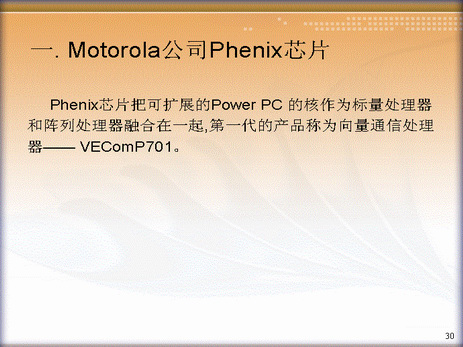 一. Motorola公司Phenix芯片
Phenix芯片把可扩展的Power PC 的核作为标量处理器
和阵列处理器融合在一起,第一代的产品称为向量通信处理
器—— VEComP701。
30